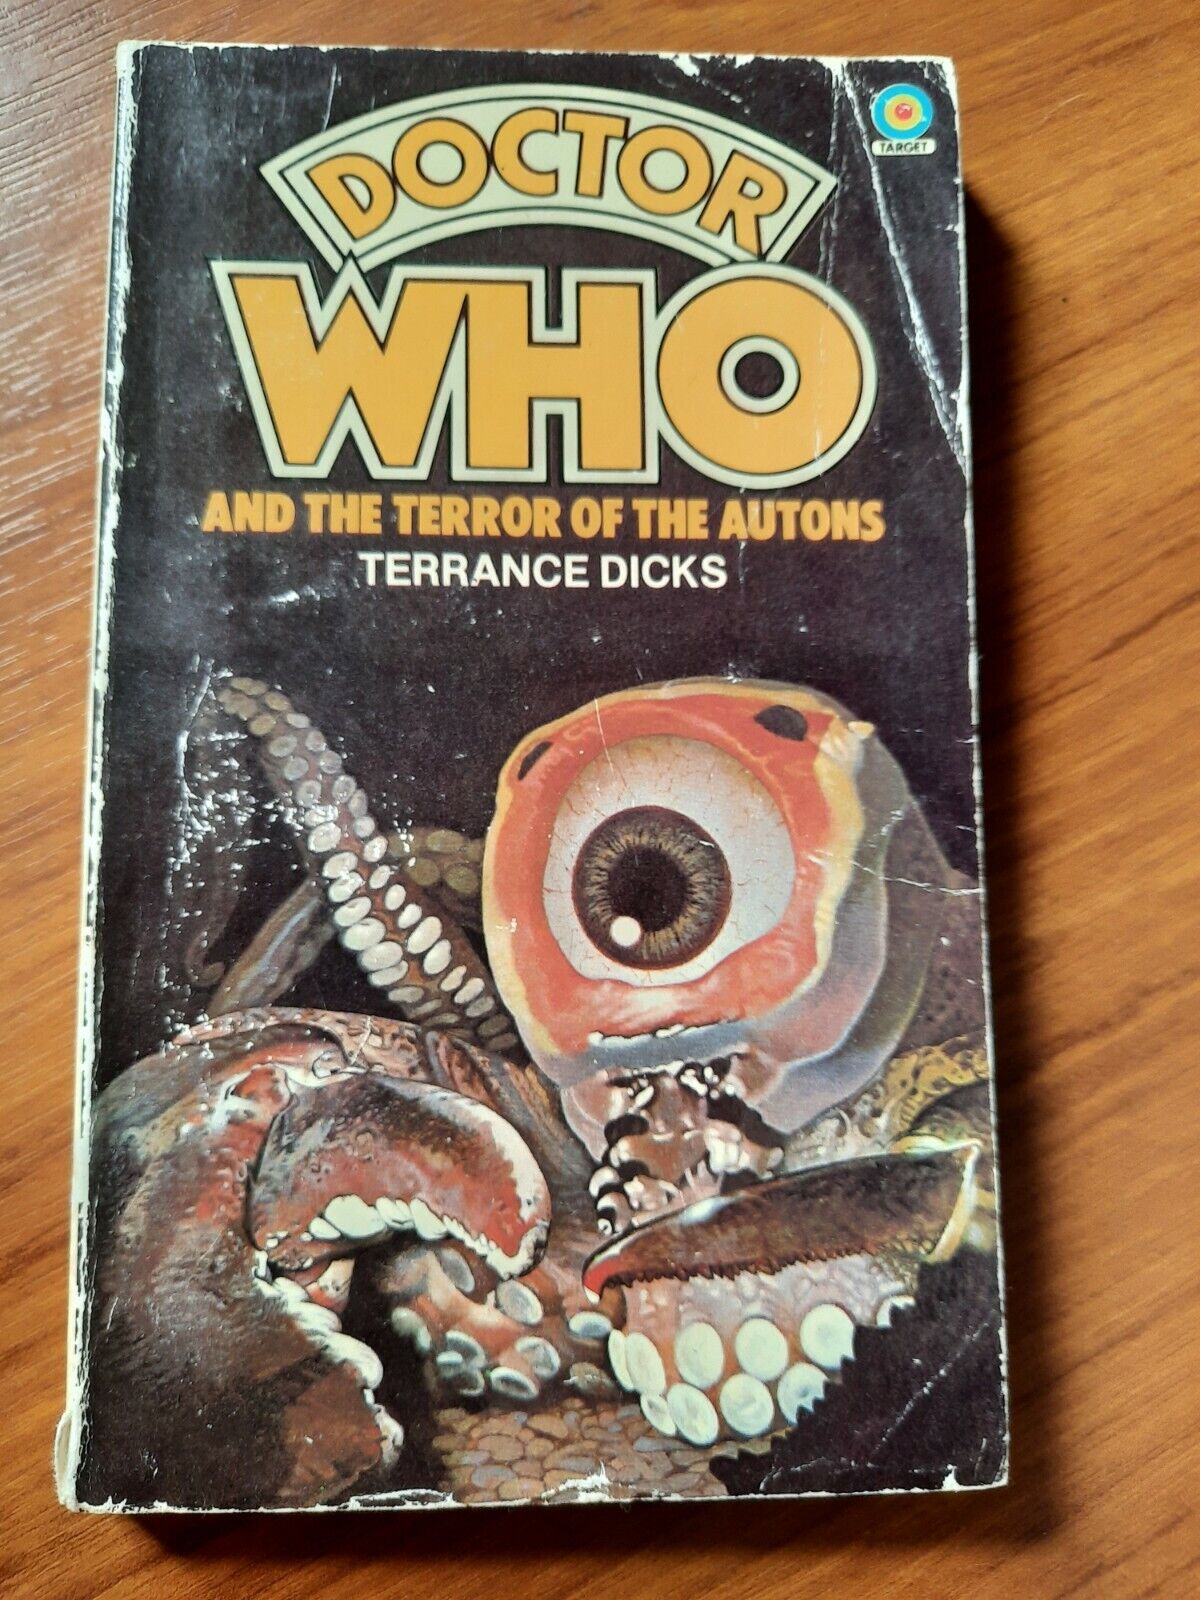 TARGET
DOCTOR
WHO
AND THE TERROR OF THE AUTONS
TERRANCE DICKS